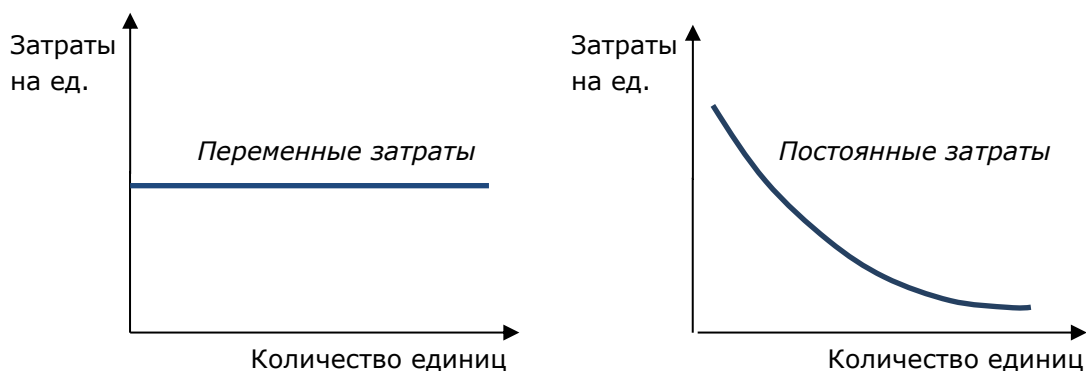 Затраты
на ед.
Переменные затраты
Количество единиц
Затраты
на ед.
Постоянные затраты
Количество единиц